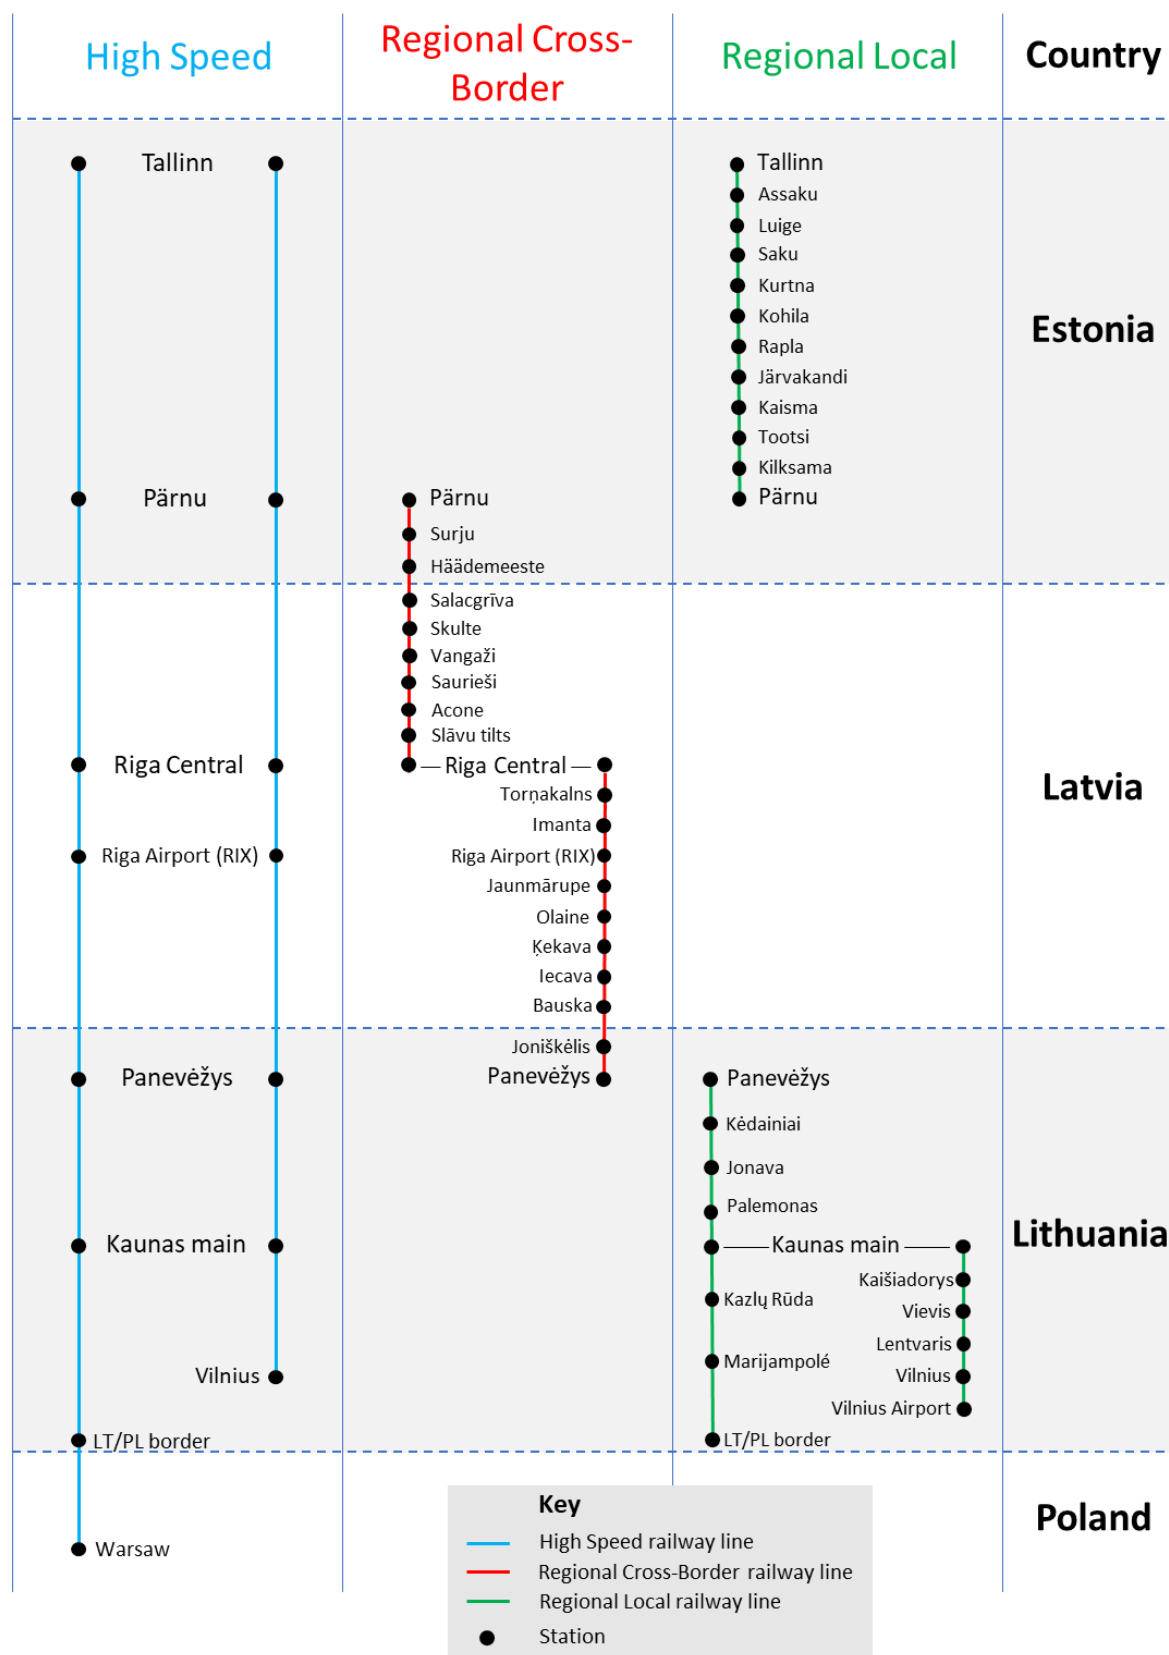 High Speed
Regional Cross-
Border
Regional Local
Country
Tallinn
Pärnu
Riga Central
Riga Airport (RIX)
Panevėžys
Kaunas main
Vilnius
LT/PL border
Warsaw
Pärnu
Surju
Häädemeeste
Salacgrīva
Skulte
Vangaži
Saurieši
Acone
Slāvu tilts
Riga Central
Torņakalns
Imanta
Riga Airport (RIX)
Jaunmārupe
Olaine
Ķekava
Iecava
Bauska
Joniškėlis
Panevėžys
Tallinn
Assaku
Luige
Saku
Kurtna
Kohila
Rapla
Järvakandi
Kaisma
Tootsi
Kilksama
Pärnu
Panevėžys
Kėdainiai
Jonava
Palemonas
Kaunas main
Kazlų Rūda
Marijampolé
LT/PL border
Kaišiadorys
Vievis
Lentvaris
Vilnius
Vilnius Airport
Estonia
Latvia
Lithuania
Poland
Key
High Speed railway line
Regional Cross-Border railway line
Regional Local railway line
Station